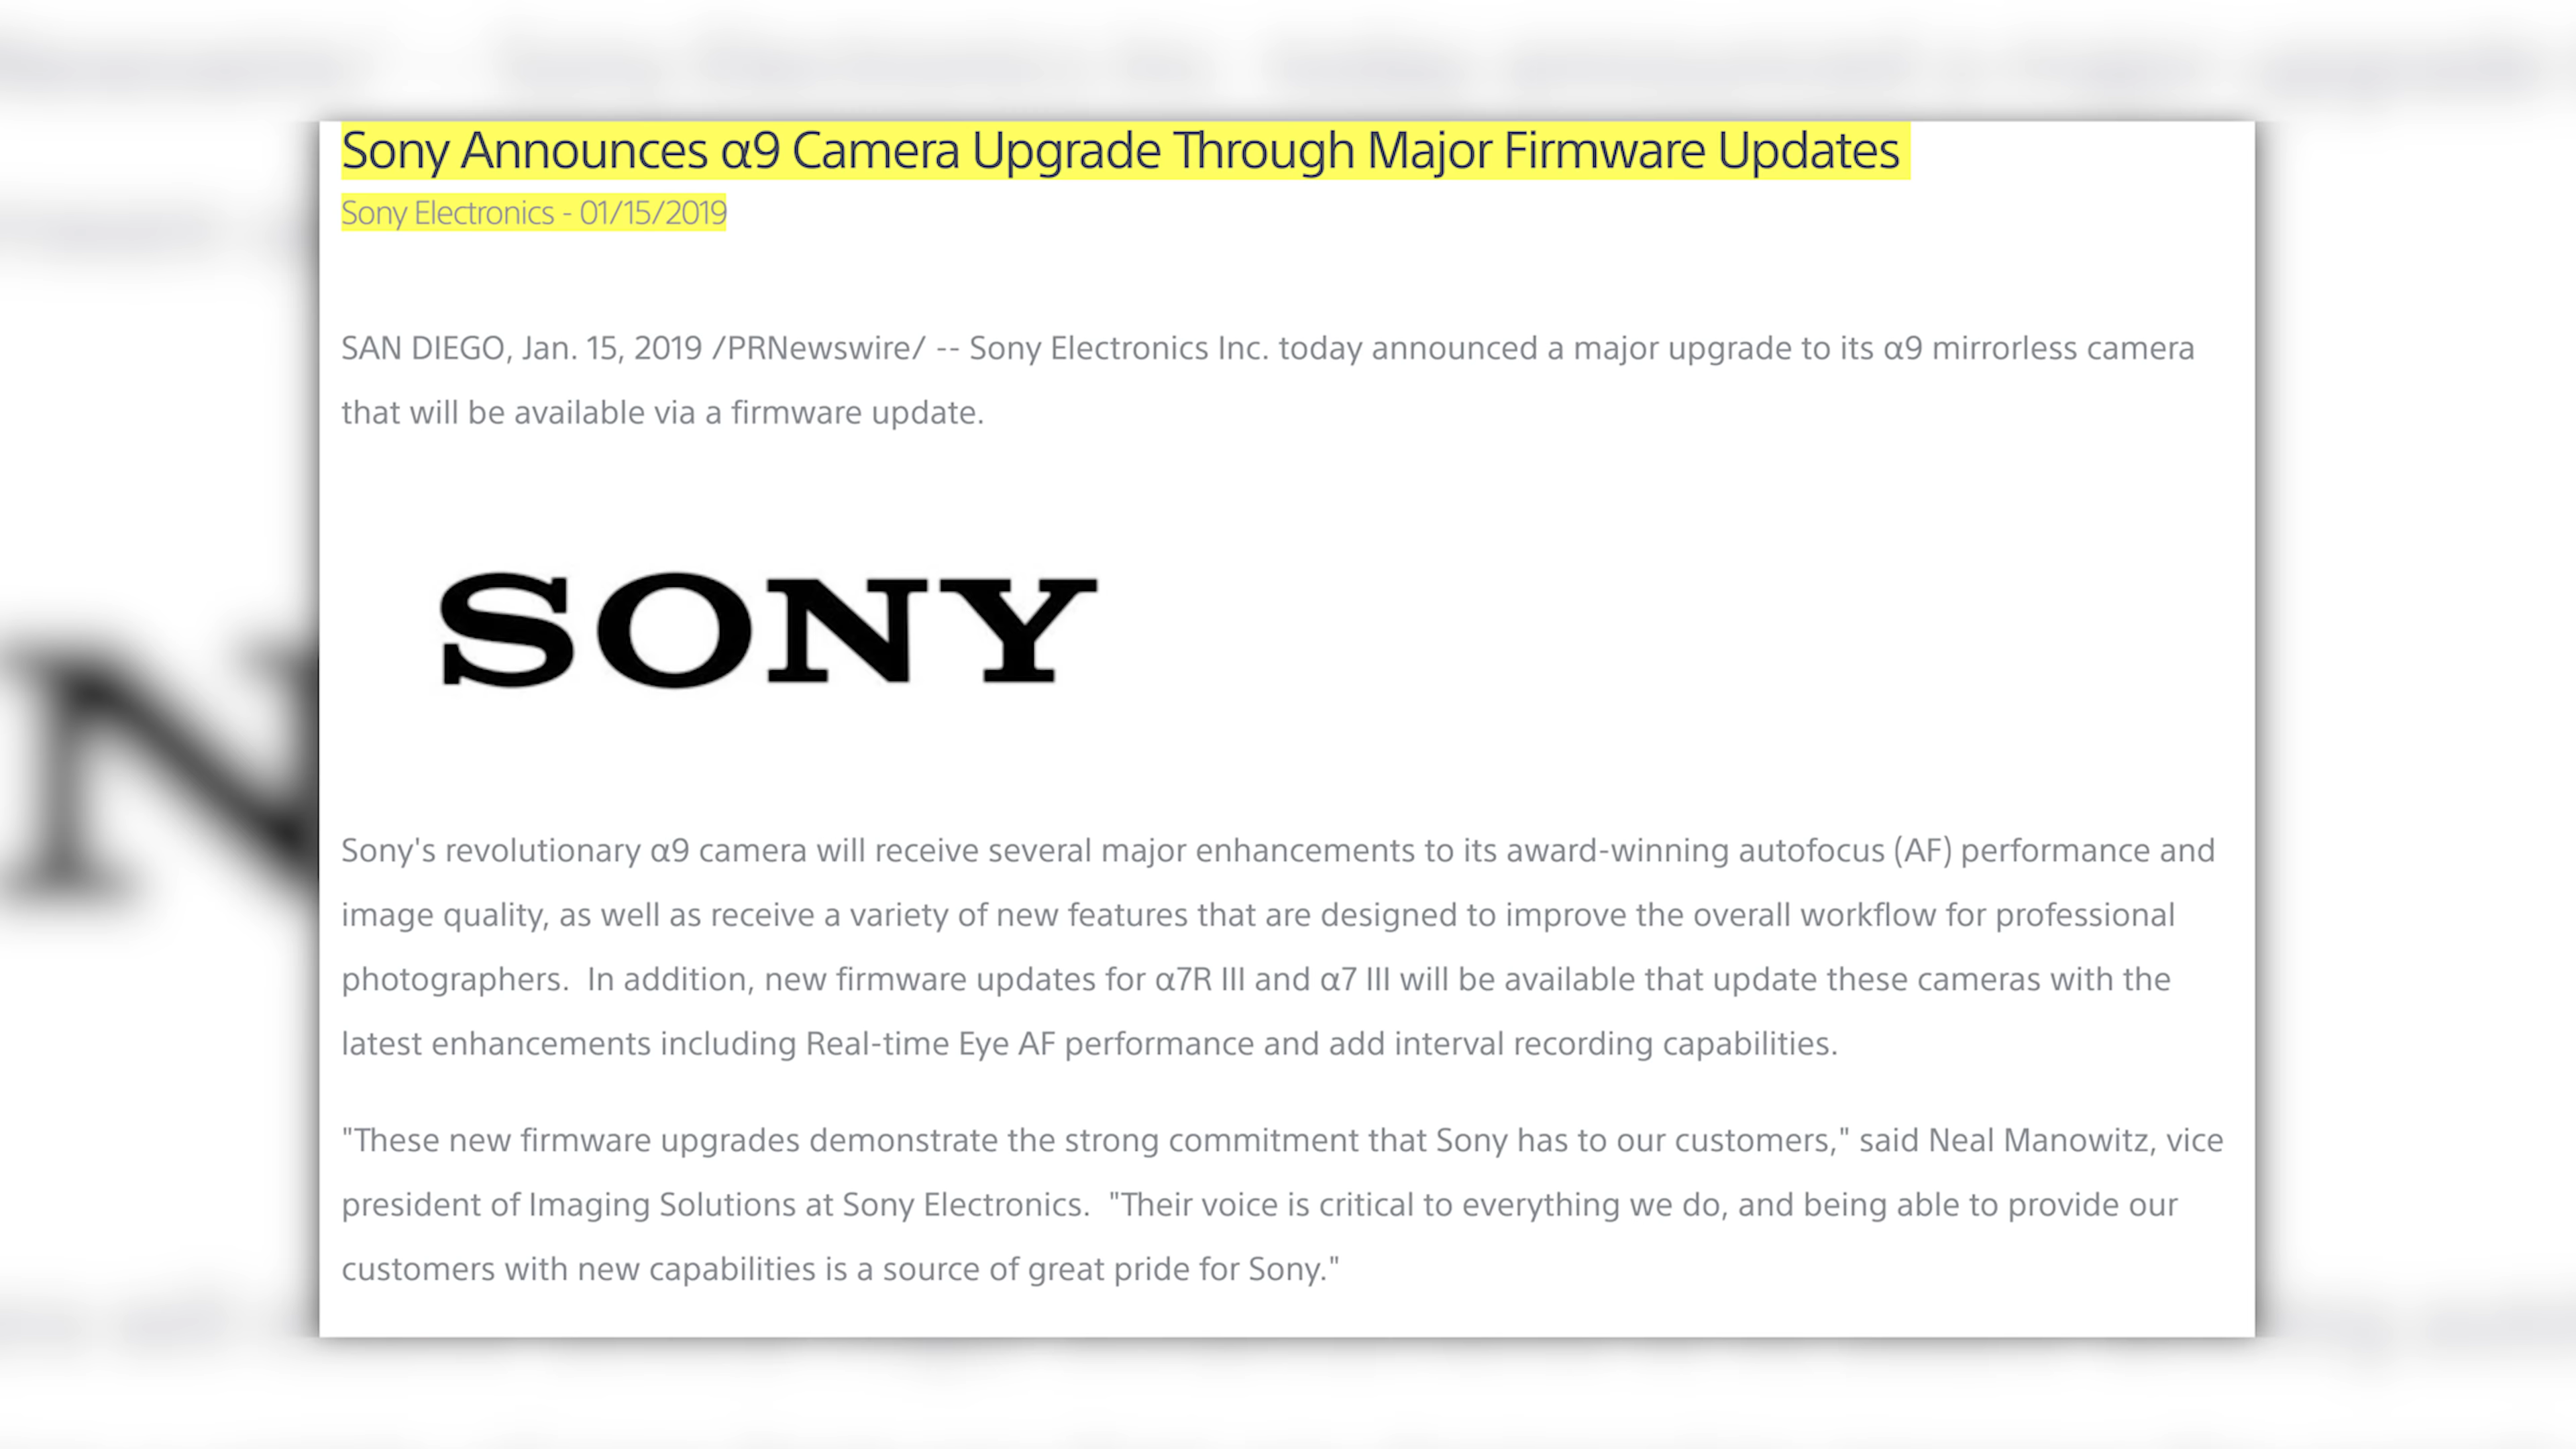 Sony Announces α9 Camera Upgrade Through Major Firmware Updates
Sony Electronics - 01/15/2019
SAN DIEGO, Jan. 15, 2019 /PRNewswire/ -- Sony Electronics Inc. today announced a major upgrade to its α9 mirrorless camera
that will be available via a firmware update.
SONY
Sony's revolutionary α9 camera will receive several major enhancements to its award-winning autofocus (AF) performance and
image quality, as well as receive a variety of new features that are designed to improve the overall workflow for professional
photographers.  In addition, new firmware updates for α7R III and α7 III will be available that update these cameras with the
latest enhancements including Real-time Eye AF performance and add interval recording capabilities.
"These new firmware upgrades demonstrate the strong commitment that Sony has to our customers," said Neal Manowitz, vice
president of Imaging Solutions at Sony Electronics.  "Their voice is critical to everything we do, and being able to provide our
customers with new capabilities is a source of great pride for Sony."